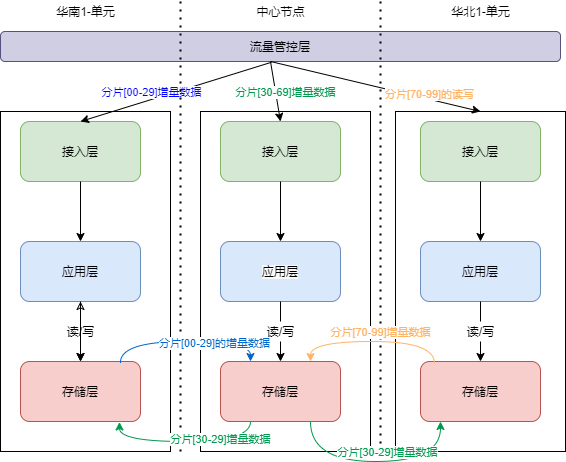 华南1-单元
中心节点
华北1-单元
流量管控层
分片[00-29]增量数据
分片[30-69]增量数据
分片[70-99]的读写
接入层
接入层
接入层
应用层
应用层
应用层
读/写
读/写
读/写
分片[00-29]的增量数据
分片[70-99]增量数据
存储层
存储层
存储层
分片[30-29]增量数据
分片[30-29]增量数据